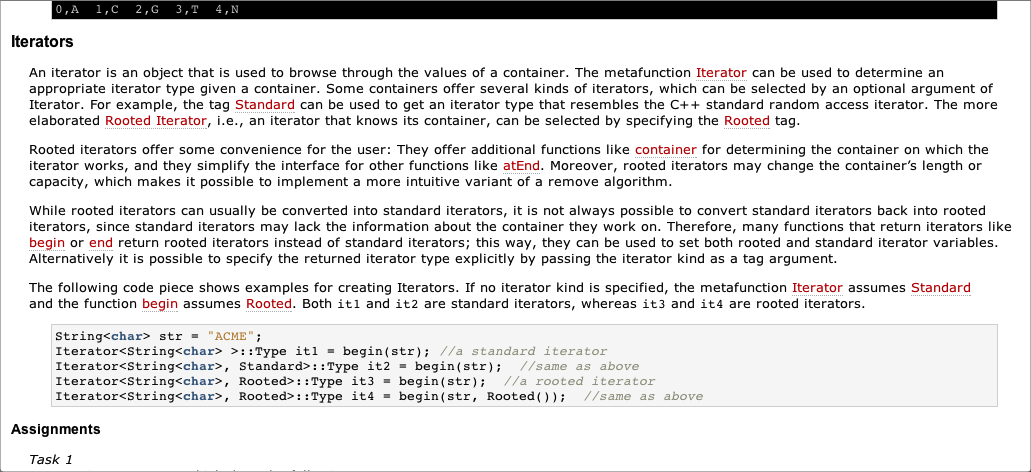 0,A  1,C  2,G  3,T  4,N
Iterators
An iterator is an object that is used to browse through the values of a container. The metafunction Iterator can be used to determine an
appropriate iterator type given a container. Some containers offer several kinds of iterators, which can be selected by an optional argument of
Iterator. For example, the tag Standard can be used to get an iterator type that resembles the C++ standard random access iterator. The more
elaborated Rooted Iterator, i.e., an iterator that knows its container, can be selected by specifying the Rooted tag.
Rooted iterators offer some convenience for the user: They offer additional functions like container for determining the container on which the
iterator works, and they simplify the interface for other functions like atEnd. Moreover, rooted iterators may change the container’s length or
capacity, which makes it possible to implement a more intuitive variant of a remove algorithm.
While rooted iterators can usually be converted into standard iterators, it is not always possible to convert standard iterators back into rooted
iterators, since standard iterators may lack the information about the container they work on. Therefore, many functions that return iterators like
begin or end return rooted iterators instead of standard iterators; this way, they can be used to set both rooted and standard iterator variables.
Alternatively it is possible to specify the returned iterator type explicitly by passing the iterator kind as a tag argument.
The following code piece shows examples for creating Iterators. If no iterator kind is specified, the metafunction Iterator assumes Standard
and the function begin assumes Rooted. Both it1 and it2 are standard iterators, whereas it3 and it4 are rooted iterators.
String<char> str = "ACME";
Iterator<String<char> >::Type it1 = begin(str); //a standard iterator
Iterator<String<char>, Standard>::Type it2 = begin(str);  //same as above
Iterator<String<char>, Rooted>::Type it3 = begin(str);  //a rooted iterator
Iterator<String<char>, Rooted>::Type it4 = begin(str, Rooted());  //same as above
Assignments
Task 1